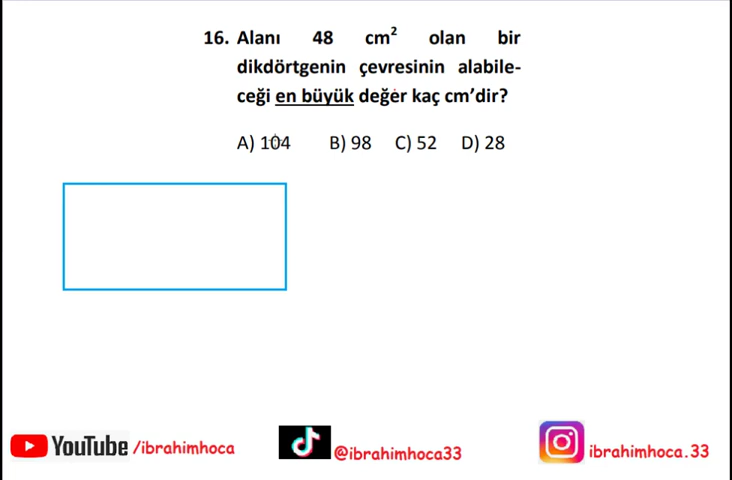 16. Alanı 48 cm² olan bir
dikdörtgenin çevresinin alabile-
ceği en büyük değer kaç cm’dir?
A) 104 B) 98 C) 52 D) 28
YouTube /ibrahimhoca
@ibrahimhoca33
ibrahimhoca.33